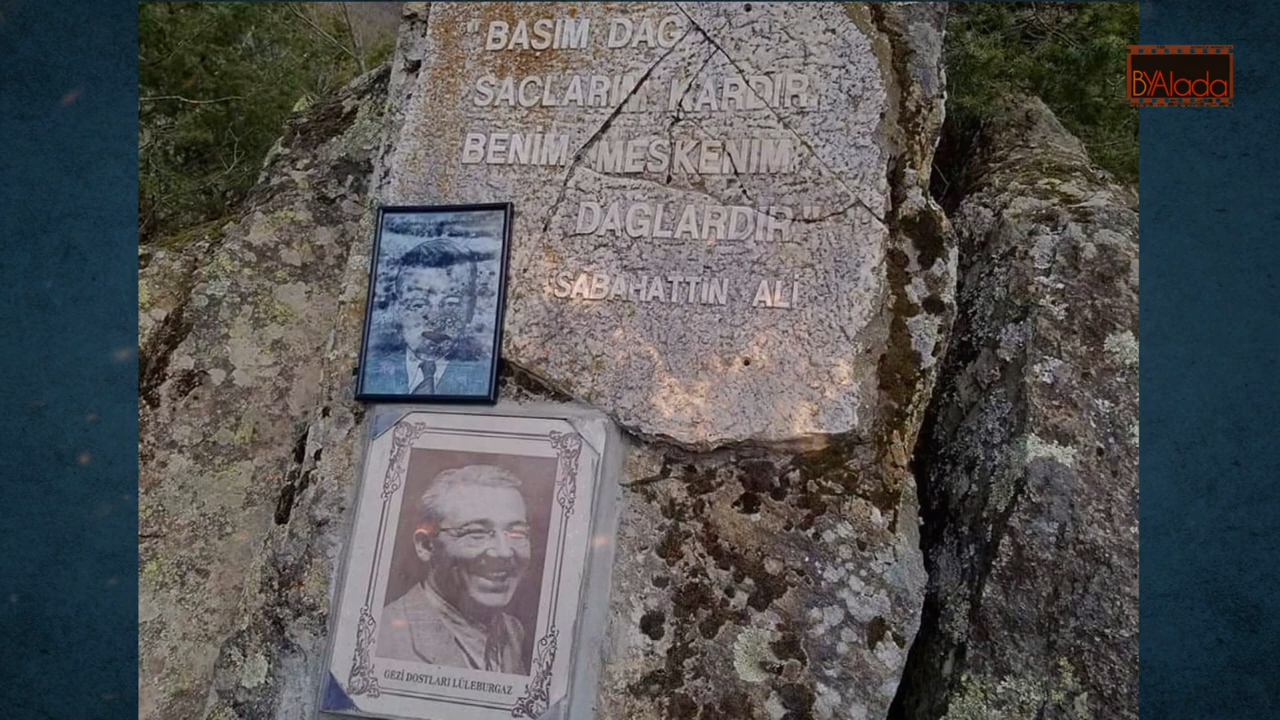 "BASIM DAĞ
SAÇLARIM KARDIR,
BENİM MESKENİM
DAĞLARDIR"
SABAHATTİN ALİ
GEZİ DOSTLARI LÜLEBURGAZ
BYAlada